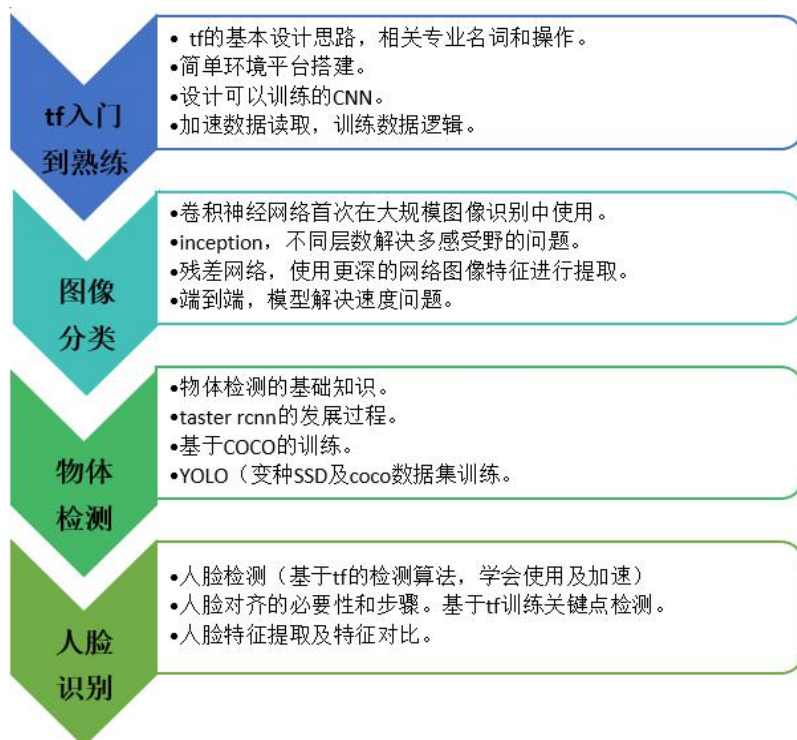 tf入门
到熟练
• tf的基本设计思路，相关专业名词和操作。
•简单环境平台搭建。
•设计可以训练的CNN。
•加速数据读取，训练数据逻辑。
图像
分类
•卷积神经网络首次在大规模图像识别中使用。
•inception，不同层数解决多感受野的问题。
•残差网络，使用更深的网络图像特征进行提取。
•端到端，模型解决速度问题。
物体
检测
•物体检测的基础知识。
•taster rcnn的发展过程。
•基于COCO的训练。
•YOLO（变种SSD及coco数据集训练。
人脸
识别
•人脸检测（基于tf的检测算法，学会使用及加速）
•人脸对齐的必要性和步骤。基于tf训练关键点检测。
•人脸特征提取及特征对比。